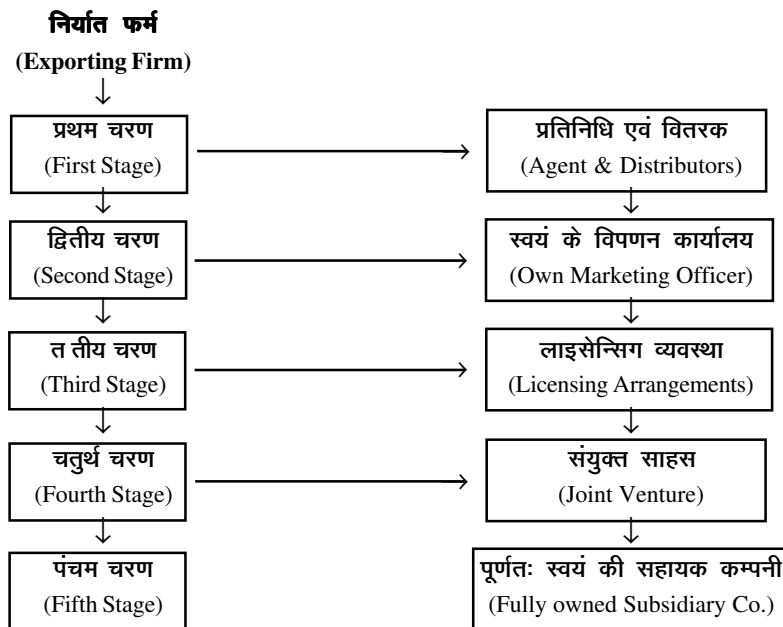 निर्यात फर्म
(Exporting Firm)
प्रथम चरण
(First Stage)
प्रतिनिधि एवं वितरक
(Agent & Distributors)
द्वितीय चरण
(Second Stage)
स्वयं के विपणन कार्यालय
(Own Marketing Officer)
त तीय चरण
(Third Stage)
लाइसेन्सिग व्यवस्था
(Licensing Arrangements)
चतुर्थ चरण
(Fourth Stage)
संयुक्त साहस
(Joint Venture)
पंचम चरण
(Fifth Stage)
पूर्णतः स्वयं की सहायक कम्पनी
(Fully owned Subsidiary Co.)